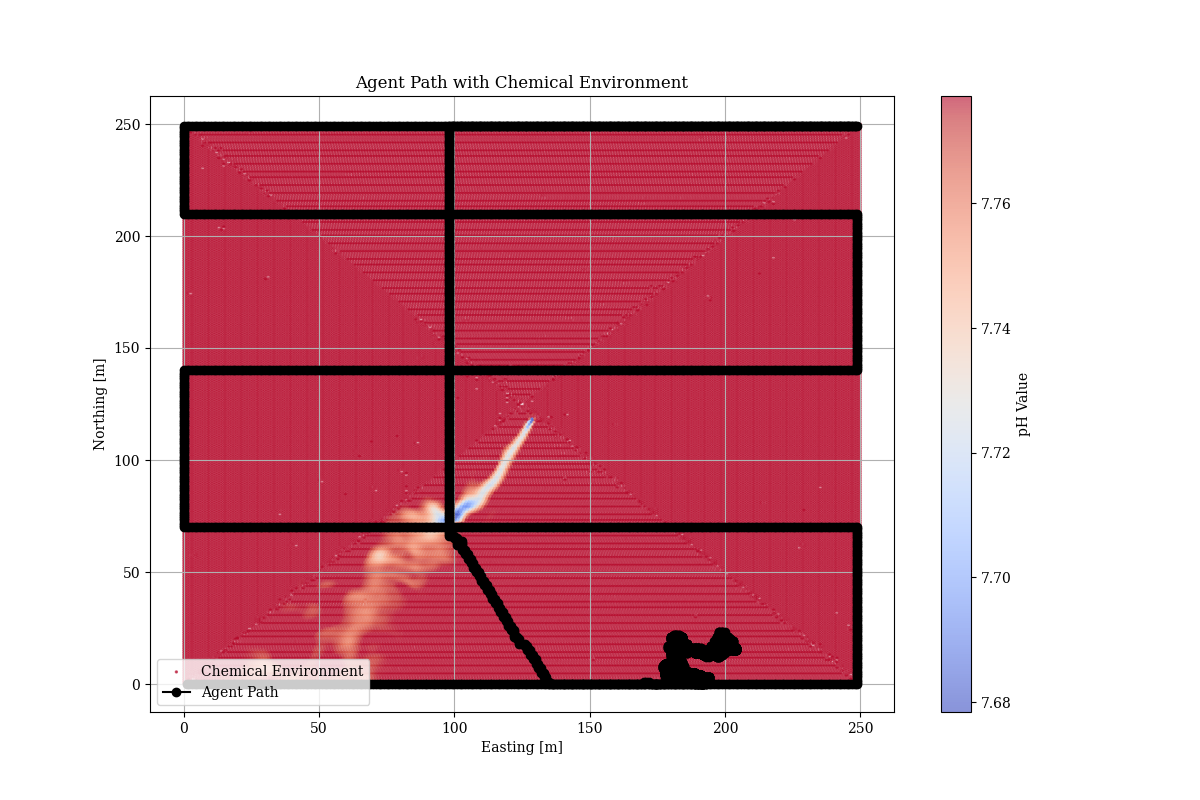 Agent Path with Chemical Environment
250
200
150
100
50
0
Northing [m]
0 50 100 150 200 250
Easting [m]
Chemical Environment
Agent Path
7.76
7.74
7.72
7.70
7.68
pH Value